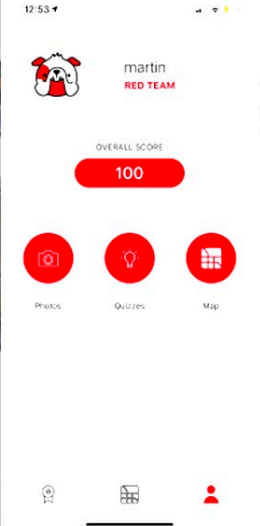 12:53
martin
RED TEAM
OVERALL SCORE
100
Photos
Quizzes
Map